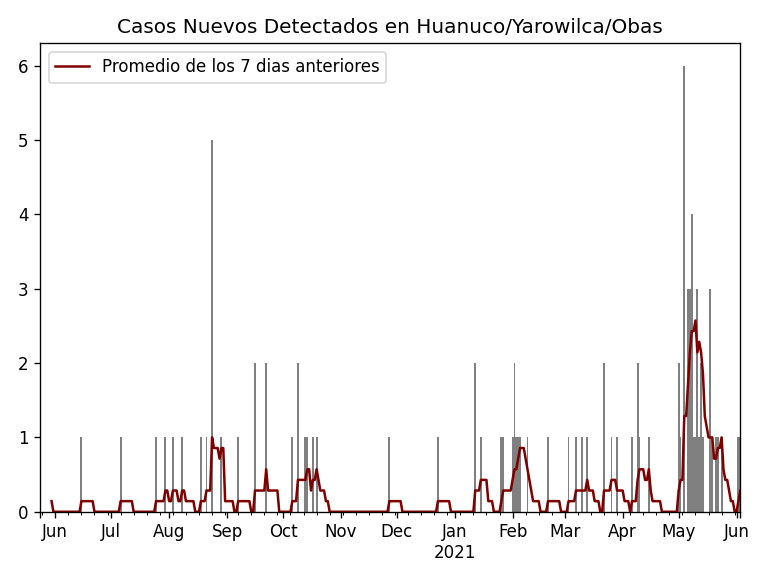 Casos Nuevos Detectados en Huanuco/Yarowilca/Obas
Promedio de los 7 dias anteriores
6
5
4
3
2
1
0
Jun Jul Aug Sep Oct Nov Dec Jan Feb Mar Apr May Jun
2021